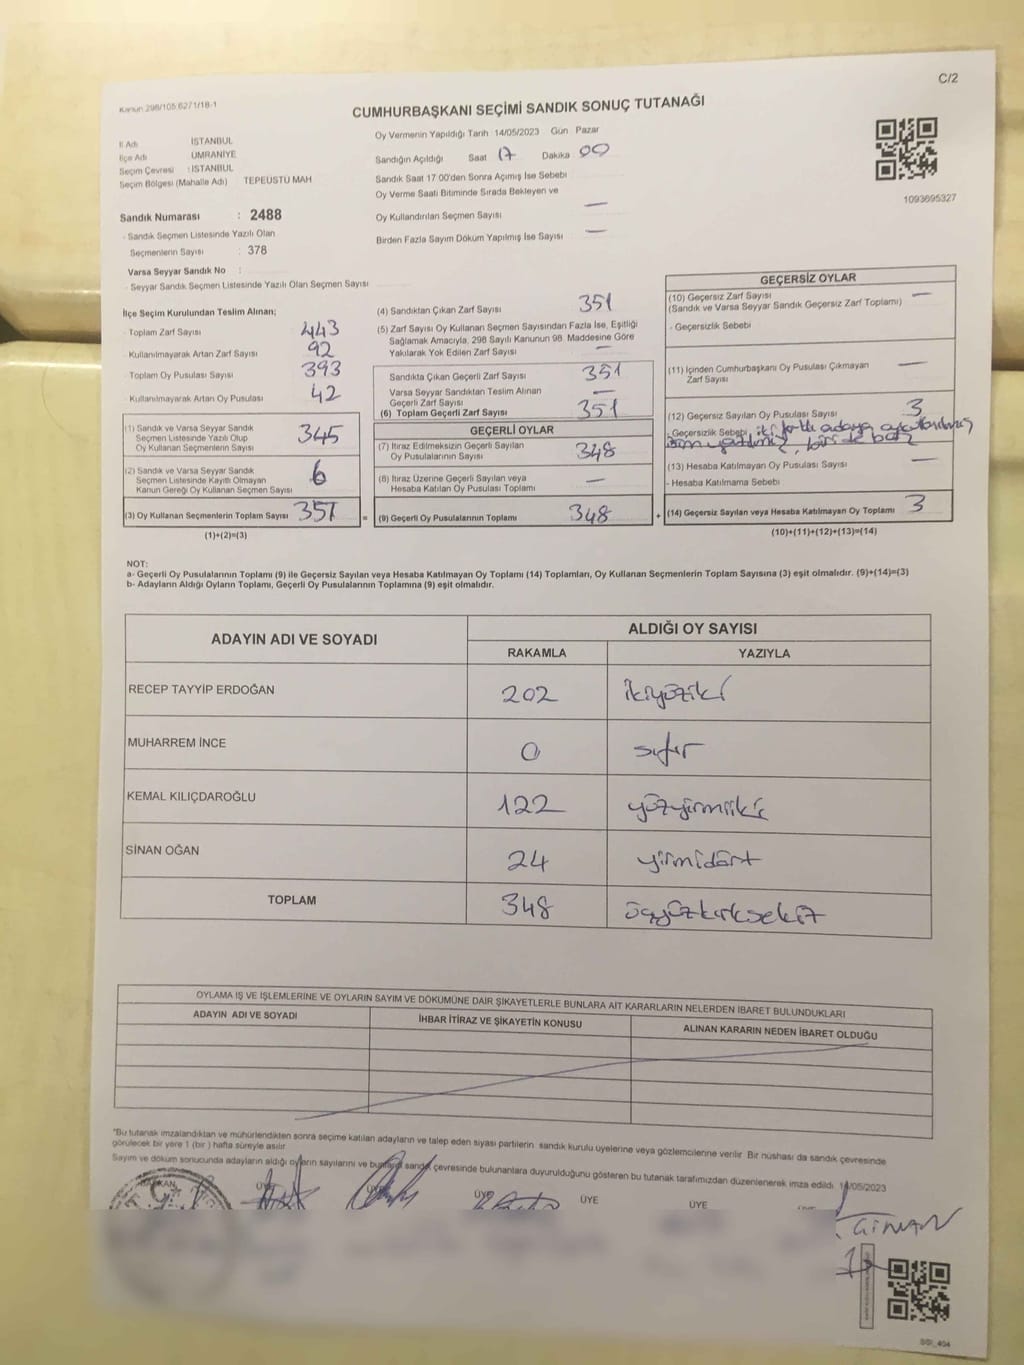 C/2
Kanun 298/105 6271/18-1
CUMHURBAŞKANI SEÇİMİ SANDIK SONUÇ TUTANAĞI
İl Adı İSTANBUL
İlçe Adı ÜMRANİYE
Seçim Çevresi : İSTANBUL
Seçim Bölgesi (Mahalle Adı) TEPEÜSTÜ MAH
Sandık Numarası : 2488
- Sandık Seçmen Listesinde Yazılı Olan
Seçmenlerin Sayısı : 378
Varsa Seyyar Sandık No :
- Seyyar Sandık Seçmen Listesinde Yazılı Olan Seçmen Sayısı
Oy Vermenin Yapıldığı Tarih 14/05/2023 Gün Pazar
Sandığın Açıldığı Saat 17 Dakika 00
Sandık Saat 17 00'den Sonra Açımış İse Sebebi
Oy Verme Saati Bitiminde Sırada Bekleyen ve
Oy Kullandırılan Seçmen Sayısı —
Birden Fazla Sayım Döküm Yapılmış İse Sayısı —
1093695327
İlçe Seçim Kurulundan Teslim Alınan;
- Toplam Zarf Sayısı 443
- Kullanılmayarak Artan Zarf Sayısı 92
- Toplam Oy Pusulası Sayısı 393
- Kullanılmayarak Artan Oy Pusulası 42
(1) Sandık ve Varsa Seyyar Sandık
Seçmen Listesinde Yazılı Olup
Oy Kullanan Seçmenlerin Sayısı 345
(2) Sandık ve Varsa Seyyar Sandık
Seçmen Listesinde Kayıtlı Olmayan
Kanun Gereği Oy Kullanan Seçmen Sayısı 6
(3) Oy Kullanan Seçmenlerin Toplam Sayısı 351 =
(1)+(2)=(3)
(4) Sandıktan Çıkan Zarf Sayısı 351
(5) Zarf Sayısı Oy Kullanan Seçmen Sayısından Fazla İse, Eşitliği
Sağlamak Amacıyla, 298 Sayılı Kanunun 98 Maddesine Göre
Yakılarak Yok Edilen Zarf Sayısı —
Sandıkta Çıkan Geçerli Zarf Sayısı 351
Varsa Seyyar Sandıktan Teslim Alınan
Geçerli Zarf Sayısı —
(6) Toplam Geçerli Zarf Sayısı 351
GEÇERLİ OYLAR
(7) İtiraz Edilmeksizin Geçerli Sayılan
Oy Pusulalarının Sayısı 348
(8) İtiraz Üzerine Geçerli Sayılan veya
Hesaba Katılan Oy Pusulası Toplamı —
(9) Geçerli Oy Pusulalarının Toplamı 348 +
GEÇERSİZ OYLAR
(10) Geçersiz Zarf Sayısı —
(Sandık ve Varsa Seyyar Sandık Geçersiz Zarf Toplamı)
- Geçersizlik Sebebi
(11) İçinden Cumhurbaşkanı Oy Pusulası Çıkmayan —
Zarf Sayısı
(12) Geçersiz Sayılan Oy Pusulası Sayısı 3
- Geçersizlik Sebebi iki farklı adaya
biri de boş
(13) Hesaba Katılmayan Oy Pusulası Sayısı —
- Hesaba Katılmama Sebebi
(14) Geçersiz Sayılan veya Hesaba Katılmayan Oy Toplamı 3
(10)+(11)+(12)+(13)=(14)
NOT:
a- Geçerli Oy Pusulalarının Toplamı (9) ile Geçersiz Sayılan veya Hesaba Katılmayan Oy Toplamı (14) Toplamları, Oy Kullanan Seçmenlerin Toplam Sayısına (3) eşit olmalıdır. (9)+(14)=(3)
b- Adayların Aldığı Oyların Toplamı, Geçerli Oy Pusulalarının Toplamına (9) eşit olmalıdır.
ADAYIN ADI VE SOYADI ALDIĞI OY SAYISI
RAKAMLA YAZIYLA
RECEP TAYYİP ERDOĞAN 202 ikiyüziki
MUHARREM İNCE 0 sıfır
KEMAL KILIÇDAROĞLU 122 yüzyirmiiki
SİNAN OĞAN 24 yirmidört
TOPLAM 348 üçyüzkırksekiz
OYLAMA İŞ VE İŞLEMLERİNE VE OYLARIN SAYIM VE DÖKÜMÜNE DAİR ŞİKAYETLERLE BUNLARA AİT KARARLARIN NELERDEN İBARET BULUNDUKLARI
ADAYIN ADI VE SOYADI İHBAR İTİRAZ VE ŞİKAYETİN KONUSU ALINAN KARARIN NEDEN İBARET OLDUĞU
*Bu tutanak imzalandıktan ve mühürlendikten sonra seçime katılan adayların ve talep eden siyasi partilerin sandık kurulu üyelerine veya gözlemcilerine verilir Bir nüshası da sandık çevresinde
görülecek bir yere 1 (bir ) hafta süreyle asılır
Sayım ve döküm sonucunda adayların aldığı oyların sayılarını ve bunların sandık çevresinde bulunanlara duyurulduğunu gösteren bu tutanak tarafımızdan düzenlenerek imza edildi. 14/05/2023
BAŞKAN ÜYE ÜYE ÜYE ÜYE ÜYE